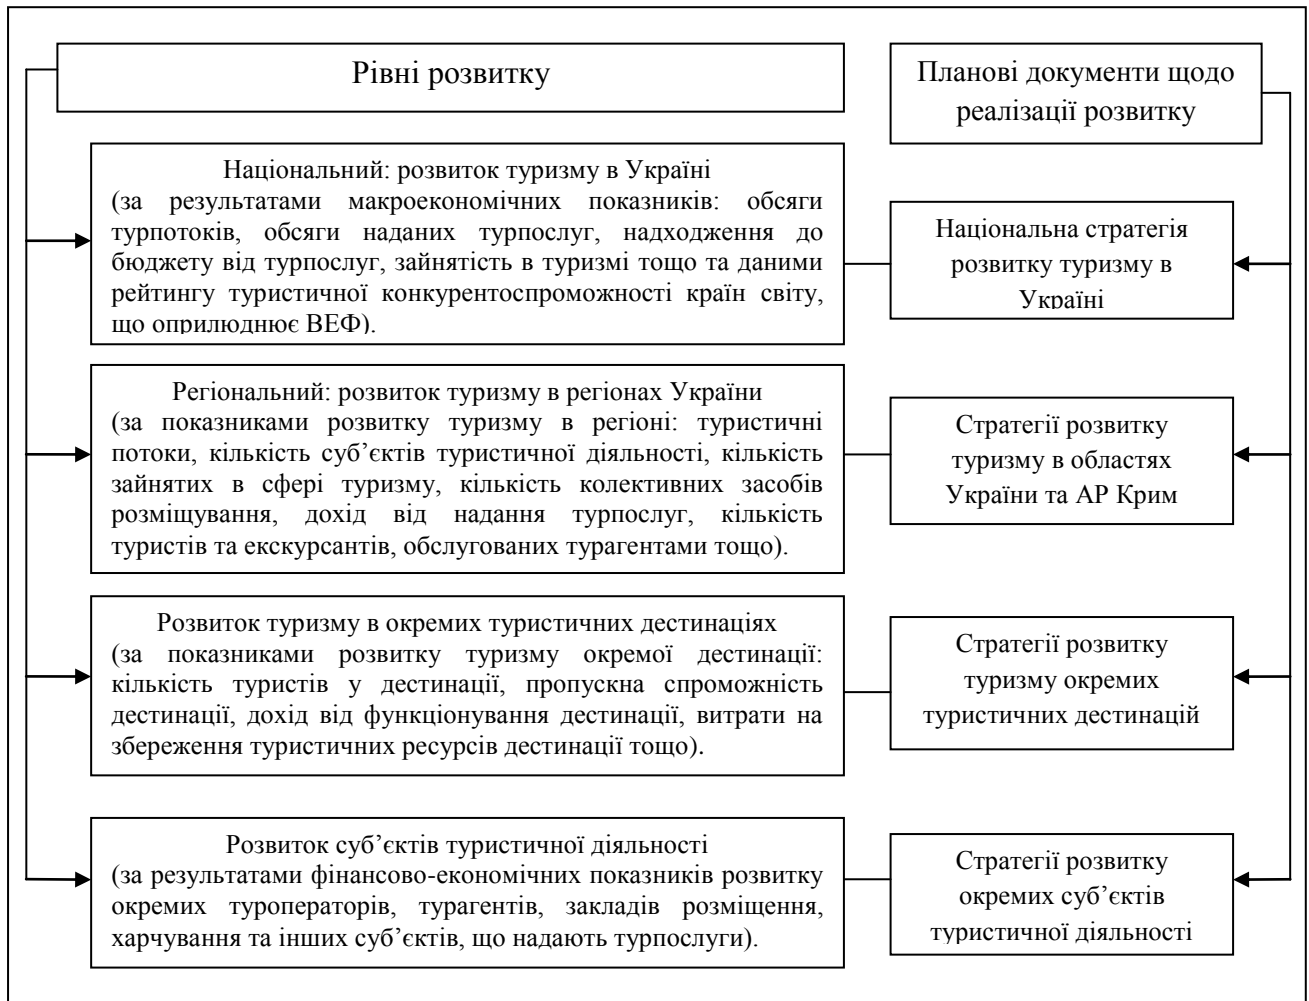 Рівні розвитку
Планові документи щодо
реалізації розвитку
Національний: розвиток туризму в Україні
(за результатами макроекономічних показників: обсяги
турпотоків, обсяги наданих турпослуг, надходження до
бюджету від турпослуг, зайнятість в туризмі тощо та даними
рейтингу туристичної конкурентоспроможності країн світу,
що оприлюднює ВЕФ).
Національна стратегія
розвитку туризму в
Україні
Регіональний: розвиток туризму в регіонах України
(за показниками розвитку туризму в регіоні: туристичні
потоки, кількість суб’єктів туристичної діяльності, кількість
зайнятих в сфері туризму, кількість колективних засобів
розміщування, дохід від надання турпослуг, кількість
туристів та екскурсантів, обслугованих турагентами тощо).
Стратегії розвитку
туризму в областях
України та АР Крим
Розвиток туризму в окремих туристичних дестинаціях
(за показниками розвитку туризму окремої дестинації:
кількість туристів у дестинації, пропускна спроможність
дестинації, дохід від функціонування дестинації, витрати на
збереження туристичних ресурсів дестинації тощо).
Стратегії розвитку
туризму окремих
туристичних дестинацій
Розвиток суб’єктів туристичної діяльності
(за результатами фінансово-економічних показників розвитку
окремих туроператорів, турагентів, закладів розміщення,
харчування та інших суб’єктів, що надають турпослуги).
Стратегії розвитку
окремих суб’єктів
туристичної діяльності